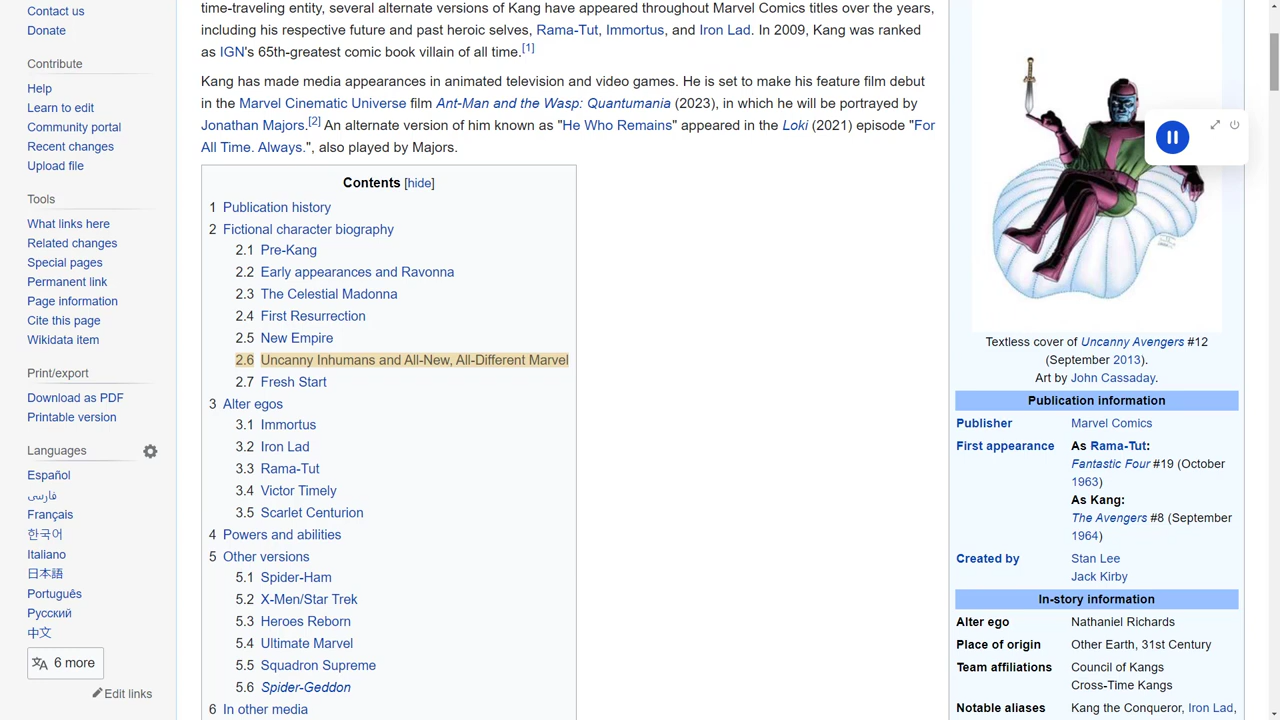 Contact us
Donate
Contribute
Help
Learn to edit
Community portal
Recent changes
Upload file
Tools
What links here
Related changes
Special pages
Permanent link
Page information
Cite this page
Wikidata item
Print/export
Download as PDF
Printable version
Languages
Español
فارسی
Français
한국어
Italiano
日本語
Português
Русский
中文
6 more
Edit links
time-traveling entity, several alternate versions of Kang have appeared throughout Marvel Comics titles over the years,
including his respective future and past heroic selves, Rama-Tut, Immortus, and Iron Lad. In 2009, Kang was ranked
as IGN's 65th-greatest comic book villain of all time.[1]
Kang has made media appearances in animated television and video games. He is set to make his feature film debut
in the Marvel Cinematic Universe film Ant-Man and the Wasp: Quantumania (2023), in which he will be portrayed by
Jonathan Majors.[2] An alternate version of him known as "He Who Remains" appeared in the Loki (2021) episode "For
All Time. Always.", also played by Majors.
Contents [hide]
1 Publication history
2 Fictional character biography
2.1 Pre-Kang
2.2 Early appearances and Ravonna
2.3 The Celestial Madonna
2.4 First Resurrection
2.5 New Empire
2.6 Uncanny Inhumans and All-New, All-Different Marvel
2.7 Fresh Start
3 Alter egos
3.1 Immortus
3.2 Iron Lad
3.3 Rama-Tut
3.4 Victor Timely
3.5 Scarlet Centurion
4 Powers and abilities
5 Other versions
5.1 Spider-Ham
5.2 X-Men/Star Trek
5.3 Heroes Reborn
5.4 Ultimate Marvel
5.5 Squadron Supreme
5.6 Spider-Geddon
6 In other media
Textless cover of Uncanny Avengers #12
(September 2013).
Art by John Cassaday.
Publication information
Publisher Marvel Comics
First appearance As Rama-Tut:
Fantastic Four #19 (October
1963)
As Kang:
The Avengers #8 (September
1964)
Created by Stan Lee
Jack Kirby
In-story information
Alter ego Nathaniel Richards
Place of origin Other Earth, 31st Century
Team affiliations Council of Kangs
Cross-Time Kangs
Notable aliases Kang the Conqueror, Iron Lad,